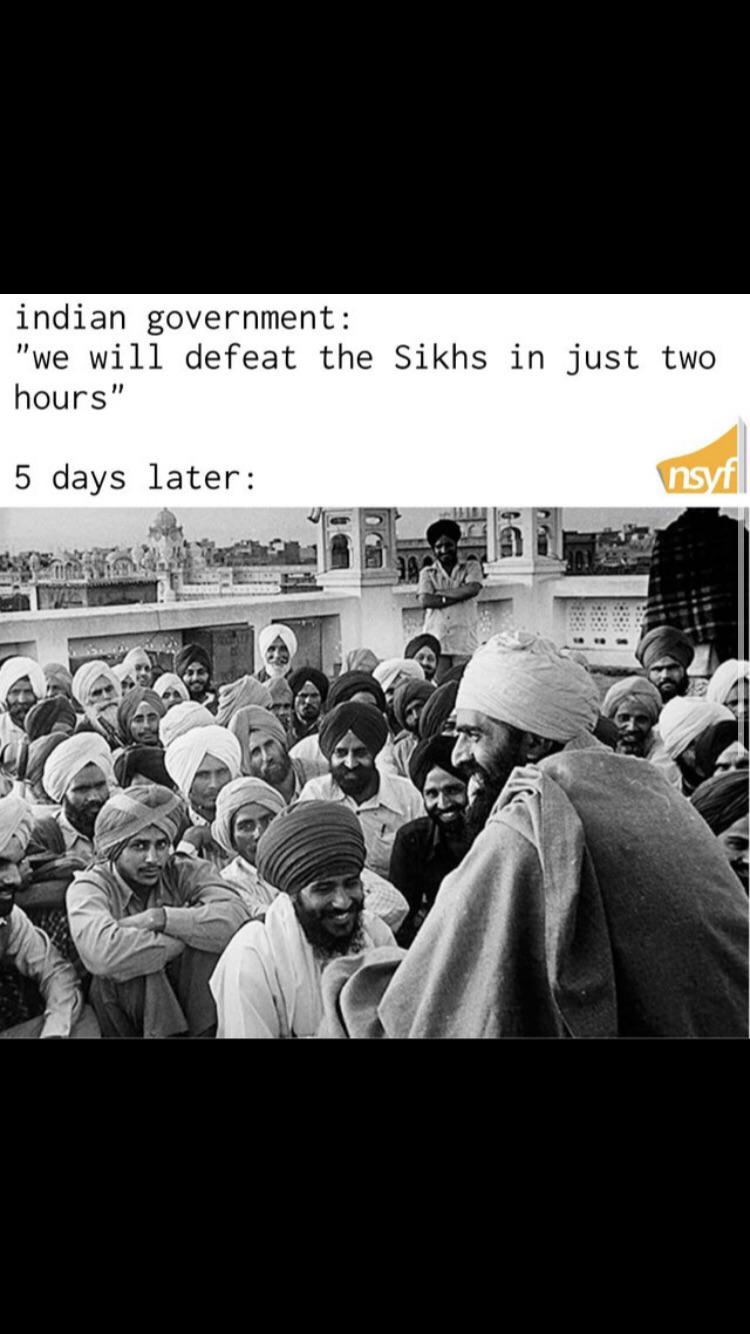 indian government:
"we will defeat the Sikhs in just two
hours"
5 days later:
nsyf